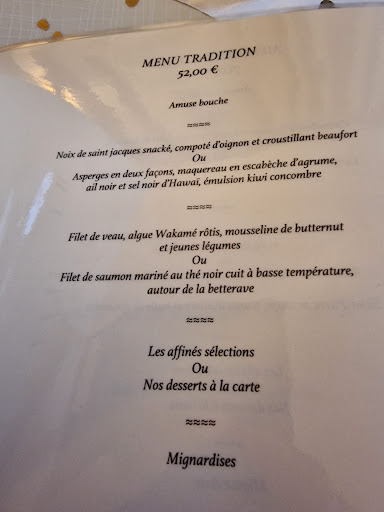 MENU TRADITION
52,00 €
Amuse bouche
≈≈≈≈
Noix de saint jacques snacké, compoté d'oignon et croustillant beaufort
Ou
Asperges en deux façons, maquereau en escabèche d'agrume,
ail noir et sel noir d'Hawaï, émulsion kiwi concombre
≈≈≈≈
Filet de veau, algue Wakamé rôtis, mousseline de butternut
et jeunes légumes
Ou
Filet de saumon mariné au thé noir cuit à basse température,
autour de la betterave
≈≈≈≈
Les affinés sélections
Ou
Nos desserts à la carte
≈≈≈≈
Mignardises